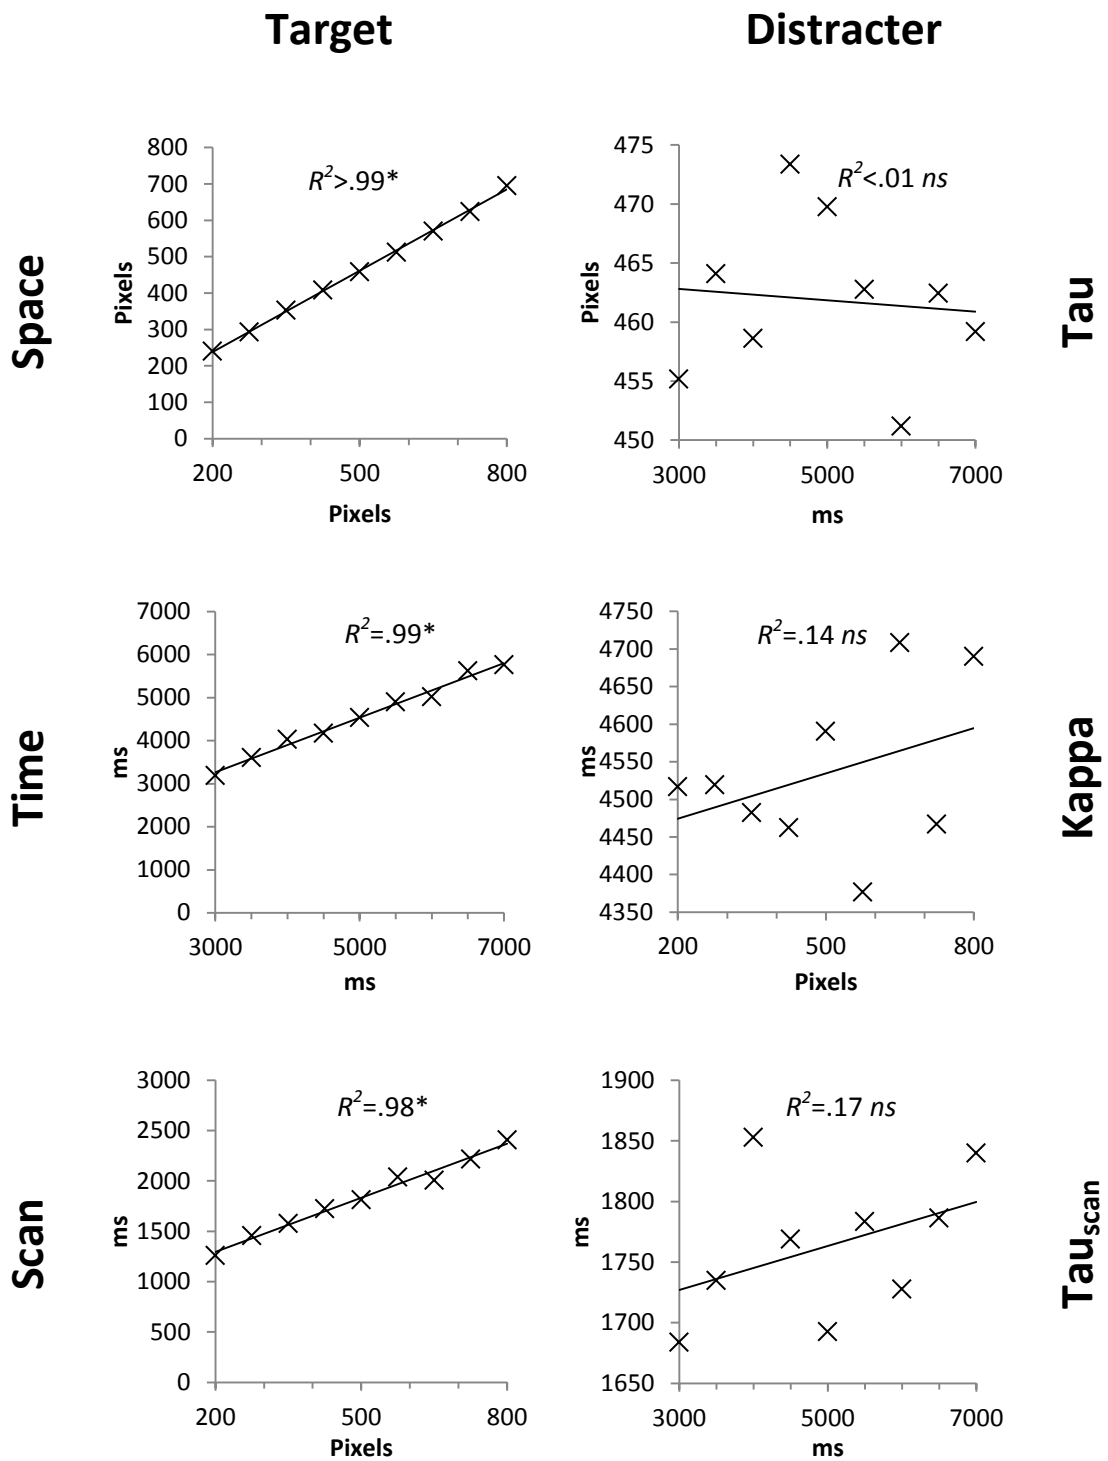 Target
Distracter
Space
800
700
600
500
400
300
200
100
0
Pixels
R²>.99*
200 500 800
Pixels
475
470
465
460
455
450
Pixels
R²<.01 ns
3000 5000 7000
ms
Tau
Time
7000
6000
5000
4000
3000
2000
1000
0
ms
R²=.99*
3000 5000 7000
ms
4750
4700
4650
4600
4550
4500
4450
4400
4350
ms
R²=.14 ns
200 500 800
Pixels
Kappa
Scan
3000
2500
2000
1500
1000
500
0
ms
R²=.98*
200 500 800
Pixels
1900
1850
1800
1750
1700
1650
ms
R²=.17 ns
3000 5000 7000
ms
Tauscan